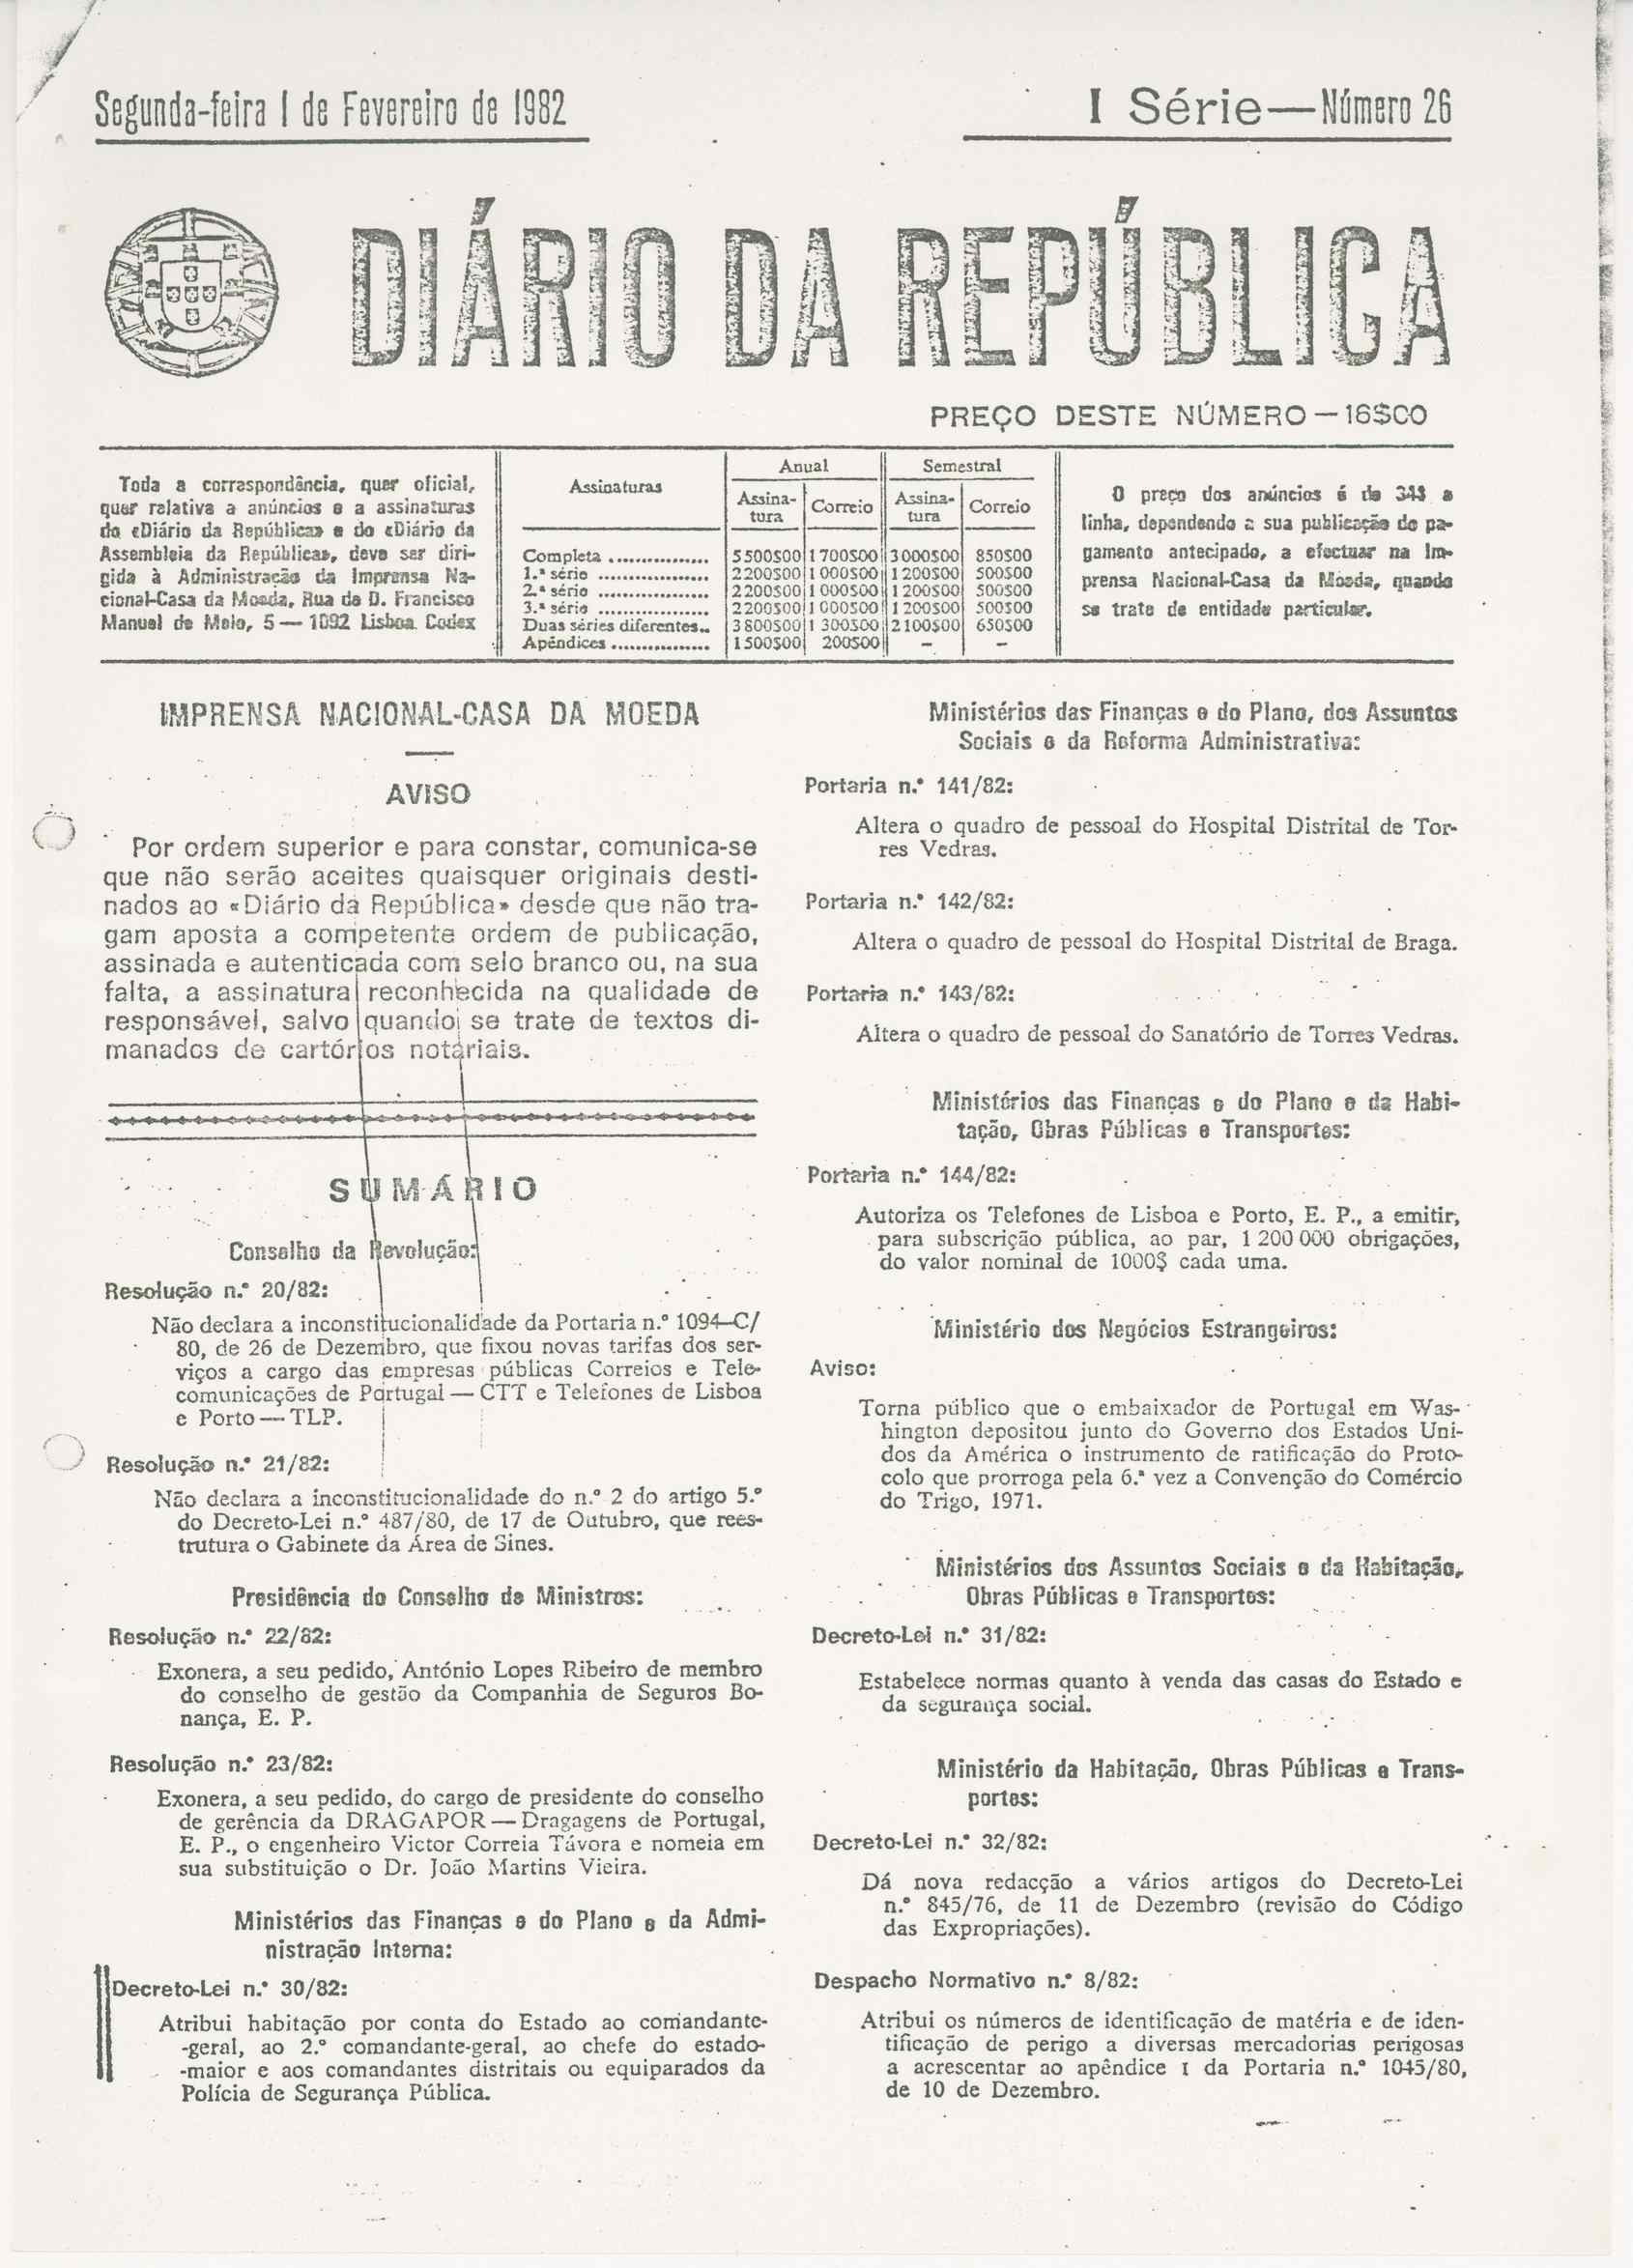 Segunda-feira 1 de Fevereiro de 1982
I Série—Número 26
DIÁRIO DA REPÚBLICA
PREÇO DESTE NÚMERO — 16$00
Toda a correspondência, quer oficial,
quer relativa a anúncios e a assinaturas
do «Diário da República» e do «Diário da
Assembleia da República», deve ser diri-
gida à Administração da Imprensa Na-
cional-Casa da Moeda, Rua de D. Francisco
Manuel de Melo, 5 — 1092 Lisboa Codex
Assinaturas
Anual
Semestral
Assina-
tura
Correio
Assina-
tura
Correio
Completa ................ 5 500$00 1 700$00 3 000$00 850$00
1.ª série .................. 2 200$00 1 000$00 1 200$00 500$00
2.ª série .................. 2 200$00 1 000$00 1 200$00 500$00
3.ª série .................. 2 200$00 1 000$00 1 200$00 500$00
Duas séries diferentes.. 3 800$00 1 300$00 2 100$00 650$00
Apêndices ................ 1 500$00 200$00 - -
O preço dos anúncios é de 34$ a
linha, dependendo a sua publicação do pa-
gamento antecipado, a efectuar na Im-
prensa Nacional-Casa da Moeda, quando
se trate de entidade particular.
IMPRENSA NACIONAL-CASA DA MOEDA
AVISO
Por ordem superior e para constar, comunica-se
que não serão aceites quaisquer originais desti-
nados ao «Diário da República» desde que não tra-
gam aposta a competente ordem de publicação,
assinada e autenticada com selo branco ou, na sua
falta, a assinatura reconhecida na qualidade de
responsável, salvo quando se trate de textos di-
manados de cartórios notariais.
SUMÁRIO
Conselho da Revolução:
Resolução n.º 20/82:
Não declara a inconstitucionalidade da Portaria n.º 1094-C/
80, de 26 de Dezembro, que fixou novas tarifas dos ser-
viços a cargo das empresas públicas Correios e Tele-
comunicações de Portugal — CTT e Telefones de Lisboa
e Porto — TLP.
Resolução n.º 21/82:
Não declara a inconstitucionalidade do n.º 2 do artigo 5.º
do Decreto-Lei n.º 487/80, de 17 de Outubro, que rees-
trutura o Gabinete da Área de Sines.
Presidência do Conselho de Ministros:
Resolução n.º 22/82:
Exonera, a seu pedido, António Lopes Ribeiro de membro
do conselho de gestão da Companhia de Seguros Bo-
nança, E. P.
Resolução n.º 23/82:
Exonera, a seu pedido, do cargo de presidente do conselho
de gerência da DRAGAPOR — Dragagens de Portugal,
E. P., o engenheiro Victor Correia Távora e nomeia em
sua substituição o Dr. João Martins Vieira.
Ministérios das Finanças e do Plano e da Admi-
nistração Interna:
Decreto-Lei n.º 30/82:
Atribui habitação por conta do Estado ao comandante-
-geral, ao 2.º comandante-geral, ao chefe do estado-
-maior e aos comandantes distritais ou equiparados da
Polícia de Segurança Pública.
Ministérios das Finanças e do Plano, dos Assuntos
Sociais e da Reforma Administrativa:
Portaria n.º 141/82:
Altera o quadro de pessoal do Hospital Distrital de Tor-
res Vedras.
Portaria n.º 142/82:
Altera o quadro de pessoal do Hospital Distrital de Braga.
Portaria n.º 143/82:
Altera o quadro de pessoal do Sanatório de Torres Vedras.
Ministérios das Finanças e do Plano e da Habi-
tação, Obras Públicas e Transportes:
Portaria n.º 144/82:
Autoriza os Telefones de Lisboa e Porto, E. P., a emitir,
para subscrição pública, ao par, 1 200 000 obrigações,
do valor nominal de 1000$ cada uma.
Ministério dos Negócios Estrangeiros:
Aviso:
Torna público que o embaixador de Portugal em Was-
hington depositou junto do Governo dos Estados Uni-
dos da América o instrumento de ratificação do Proto-
colo que prorroga pela 6.ª vez a Convenção do Comércio
do Trigo, 1971.
Ministérios dos Assuntos Sociais e da Habitação,
Obras Públicas e Transportes:
Decreto-Lei n.º 31/82:
Estabelece normas quanto à venda das casas do Estado e
da segurança social.
Ministério da Habitação, Obras Públicas e Trans-
portes:
Decreto-Lei n.º 32/82:
Dá nova redacção a vários artigos do Decreto-Lei
n.º 845/76, de 11 de Dezembro (revisão do Código
das Expropriações).
Despacho Normativo n.º 8/82:
Atribui os números de identificação de matéria e de iden-
tificação de perigo a diversas mercadorias perigosas
a acrescentar ao apêndice I da Portaria n.º 1045/80,
de 10 de Dezembro.